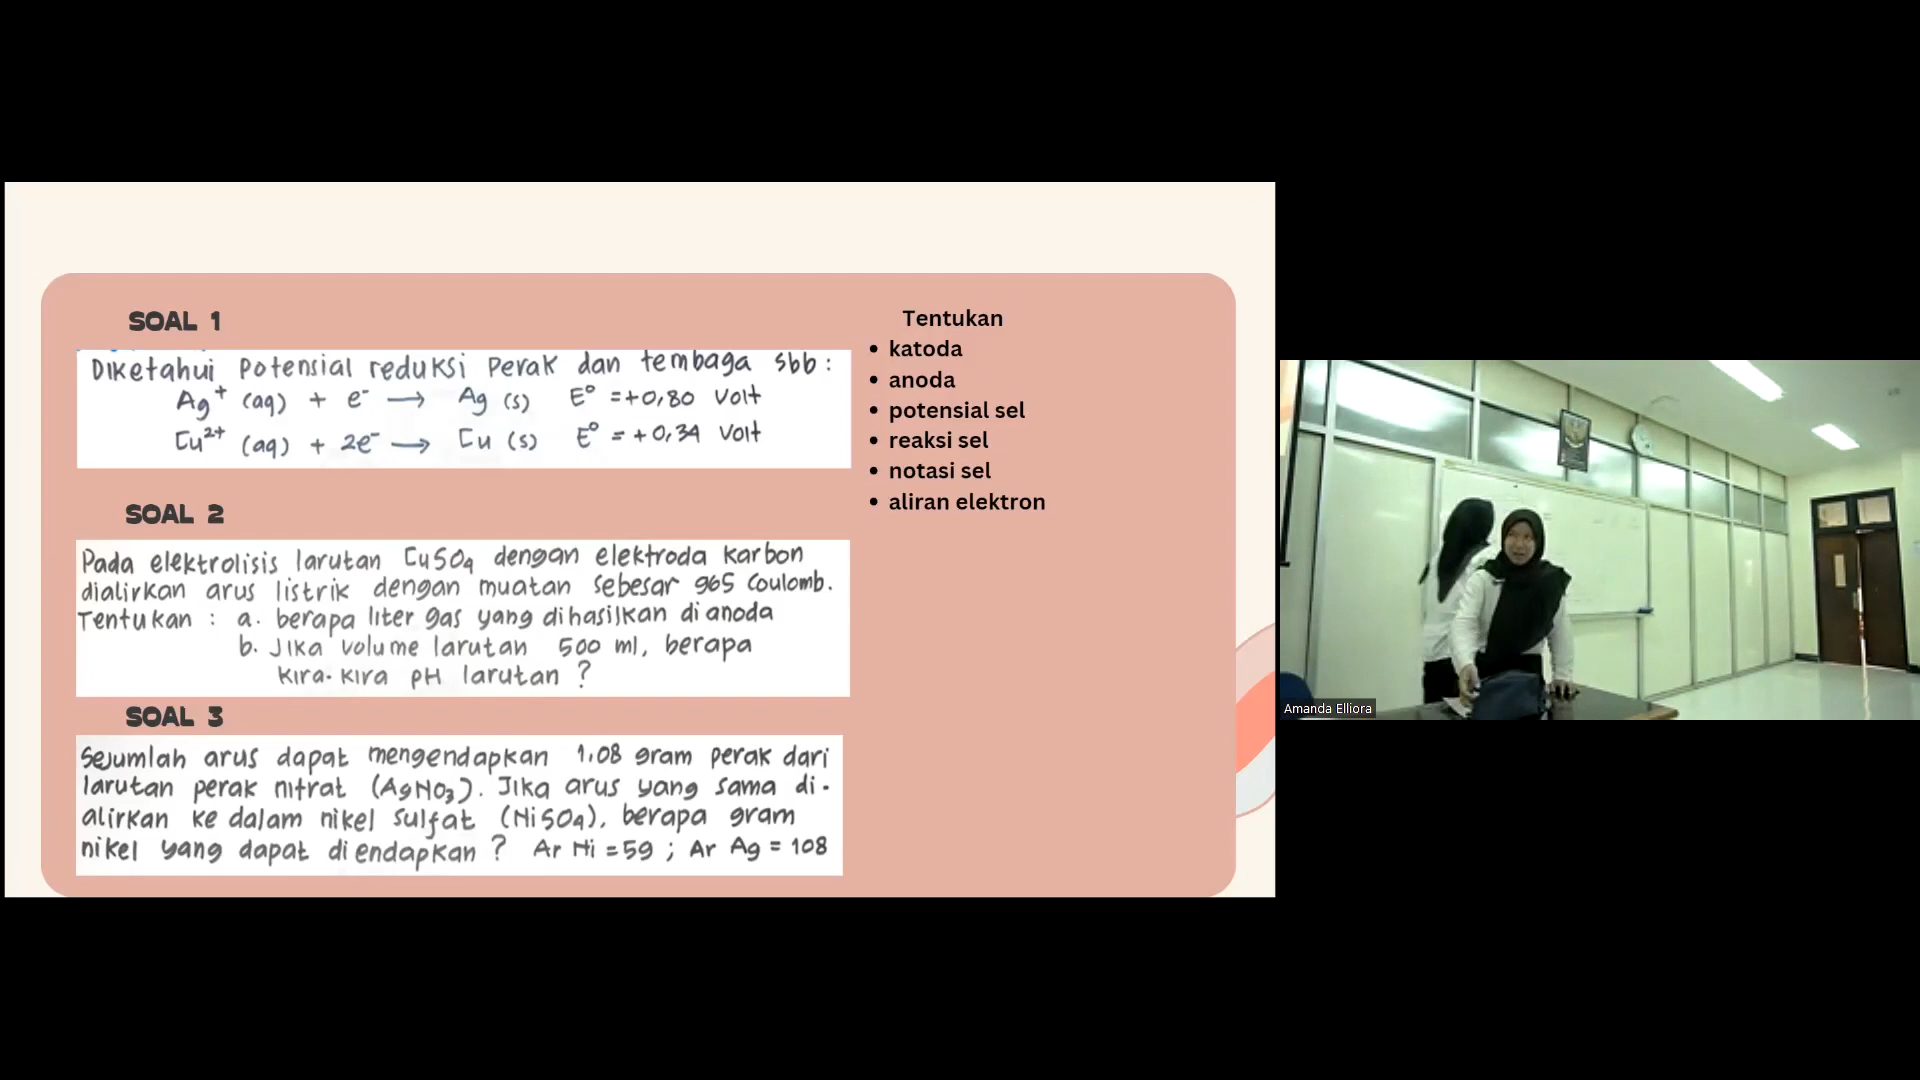 SOAL 1
Diketahui potensial reduksi perak dan tembaga sbb :
Ag⁺ (aq) + e⁻ → Ag (s) E° = +0,80 volt
Cu²⁺ (aq) + 2e⁻ → Cu (s) E° = +0,34 volt
SOAL 2
Pada elektrolisis larutan CuSO₄ dengan elektroda karbon
dialirkan arus listrik dengan muatan sebesar 965 Coulomb.
Tentukan : a. berapa liter gas yang dihasilkan di anoda
b. Jika volume larutan 500 ml, berapa
kira-kira pH larutan ?
SOAL 3
Sejumlah arus dapat mengendapkan 1,08 gram perak dari
larutan perak nitrat (AgNO₃). Jika arus yang sama di-
alirkan ke dalam nikel sulfat (NiSO₄), berapa gram
nikel yang dapat diendapkan ? Ar Ni = 59 ; Ar Ag = 108
Tentukan
• katoda
• anoda
• potensial sel
• reaksi sel
• notasi sel
• aliran elektron
Amanda Elliora